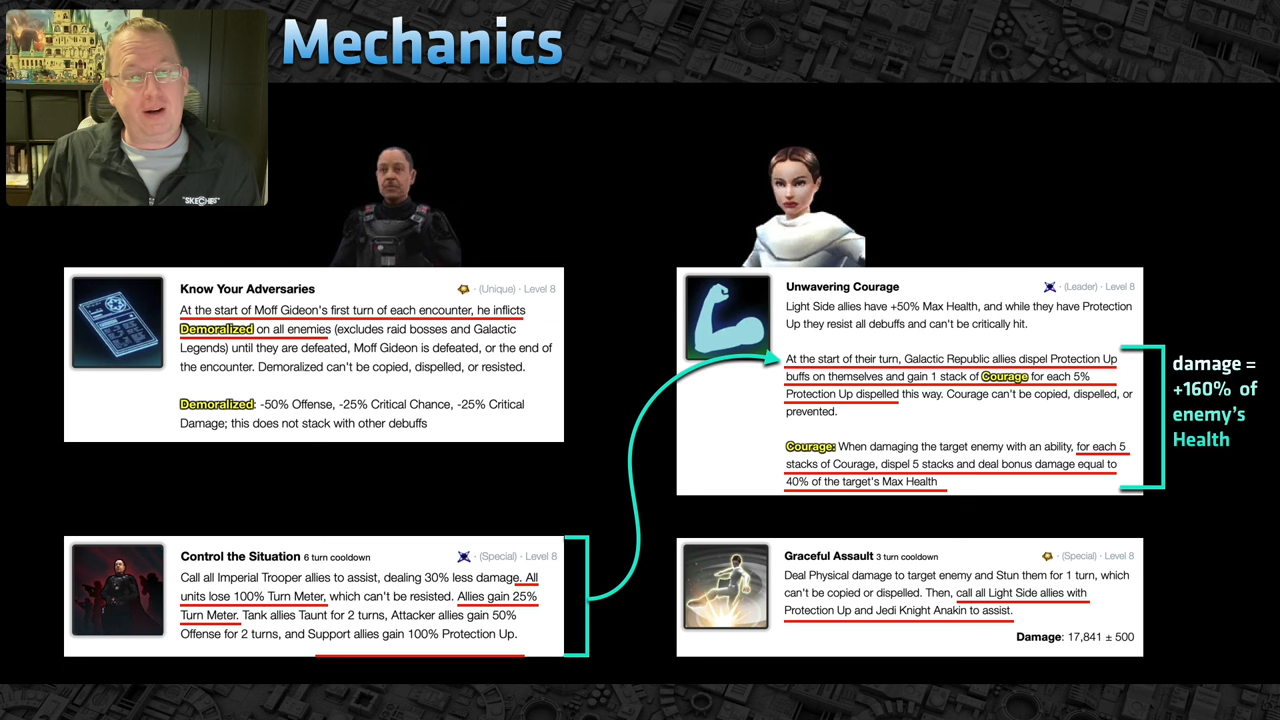 Mechanics
"SKECHE
Know Your Adversaries
· (Unique) · Level 8
At the start of Moff Gideon's first turn of each encounter, he inflicts
Demoralized on all enemies (excludes raid bosses and Galactic
Legends) until they are defeated, Moff Gideon is defeated, or the end of
the encounter. Demoralized can't be copied, dispelled, or resisted.
Demoralized: -50% Offense, -25% Critical Chance, -25% Critical
Damage; this does not stack with other debuffs
Control the Situation 6 turn cooldown
· (Special) · Level 8
Call all Imperial Trooper allies to assist, dealing 30% less damage. All
units lose 100% Turn Meter, which can't be resisted. Allies gain 25%
Turn Meter. Tank allies Taunt for 2 turns, Attacker allies gain 50%
Offense for 2 turns, and Support allies gain 100% Protection Up.
Unwavering Courage
· (Leader) · Level 8
Light Side allies have +50% Max Health, and while they have Protection
Up they resist all debuffs and can't be critically hit.
At the start of their turn, Galactic Republic allies dispel Protection Up
buffs on themselves and gain 1 stack of Courage for each 5%
Protection Up dispelled this way. Courage can't be copied, dispelled, or
prevented.
Courage: When damaging the target enemy with an ability, for each 5
stacks of Courage, dispel 5 stacks and deal bonus damage equal to
40% of the target's Max Health
damage =
+160% of
enemy's
Health
Graceful Assault 3 turn cooldown
· (Special) · Level 8
Deal Physical damage to target enemy and Stun them for 1 turn, which
can't be copied or dispelled. Then, call all Light Side allies with
Protection Up and Jedi Knight Anakin to assist.
Damage: 17,841 ± 500